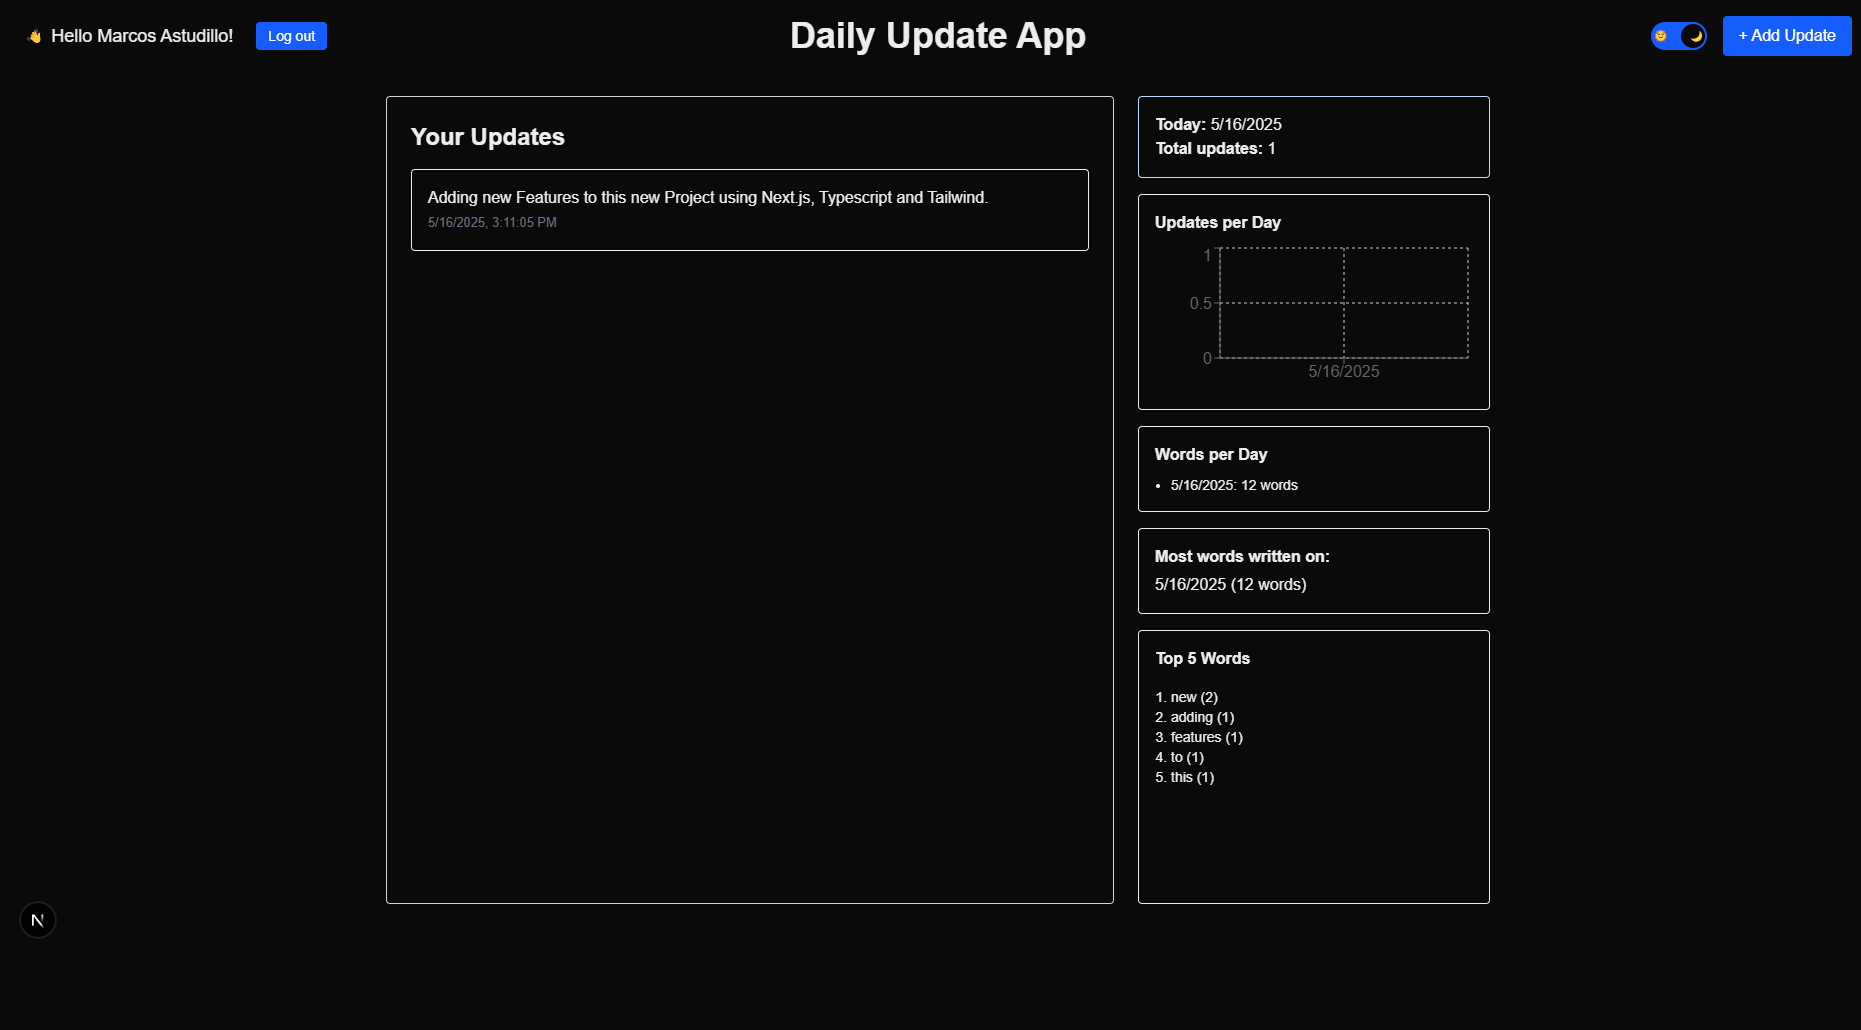 👋 Hello Marcos Astudillo!
Log out
Daily Update App
+ Add Update
Your Updates
Adding new Features to this new Project using Next.js, Typescript and Tailwind.
5/16/2025, 3:11:05 PM
Today: 5/16/2025
Total updates: 1
Updates per Day
1
0.5
0
5/16/2025
Words per Day
• 5/16/2025: 12 words
Most words written on:
5/16/2025 (12 words)
Top 5 Words
1. new (2)
2. adding (1)
3. features (1)
4. to (1)
5. this (1)
N